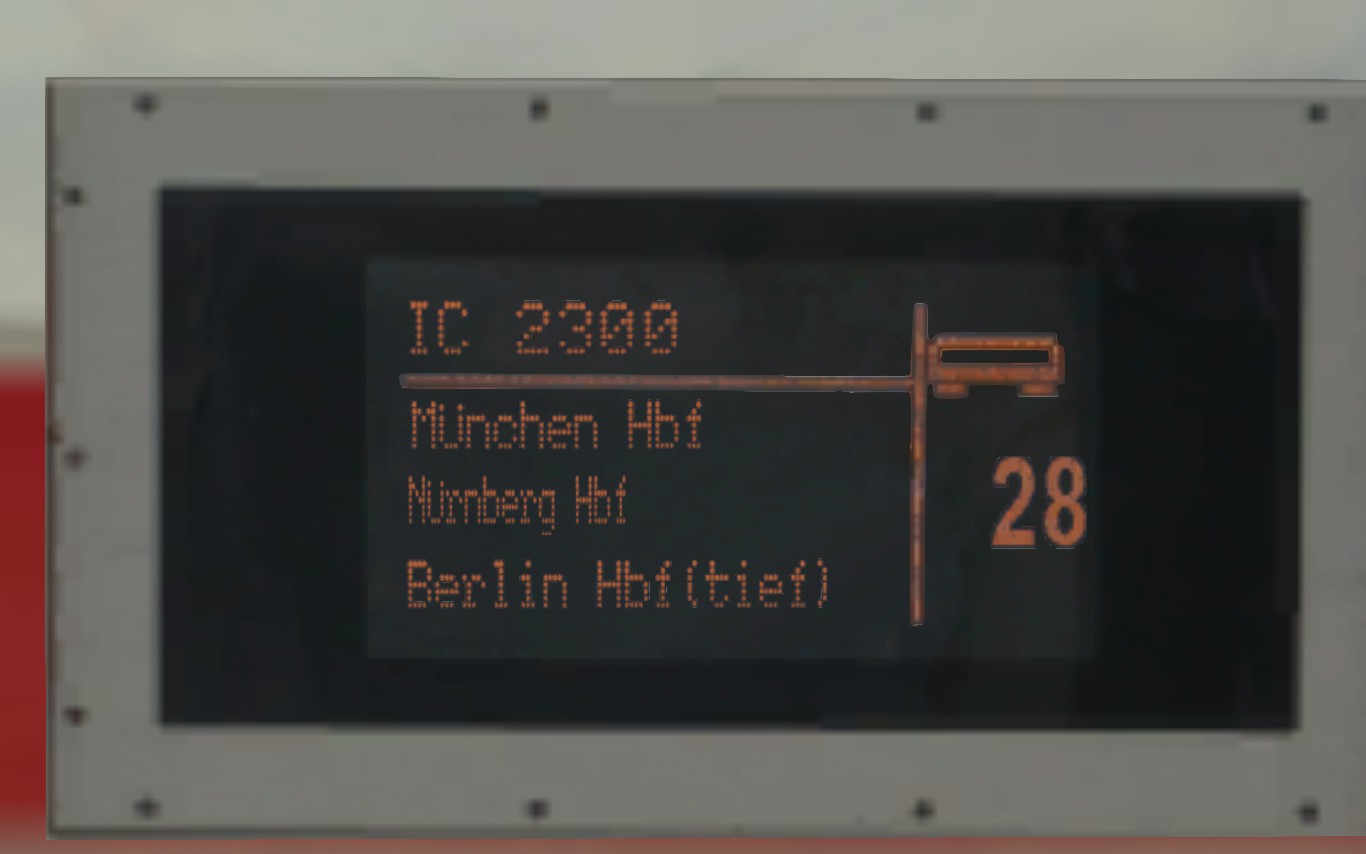 IC 2300
München Hbf
Nürnberg Hbf
Berlin Hbf(tief)
28